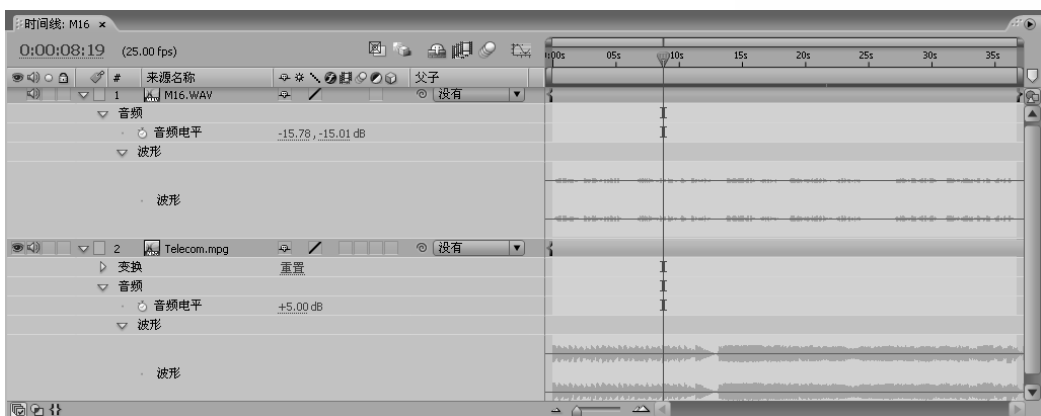 时间线: M16 ×
0:00:08:19 (25.00 fps)
00s 05s 10s 15s 20s 25s 30s 35s
# 来源名称 父子
1 M16.WAV 没有
音频
音频电平 -15.78 , -15.01 dB
波形
波形
2 Telecom.mpg 没有
变换 重置
音频
音频电平 +5.00 dB
波形
波形